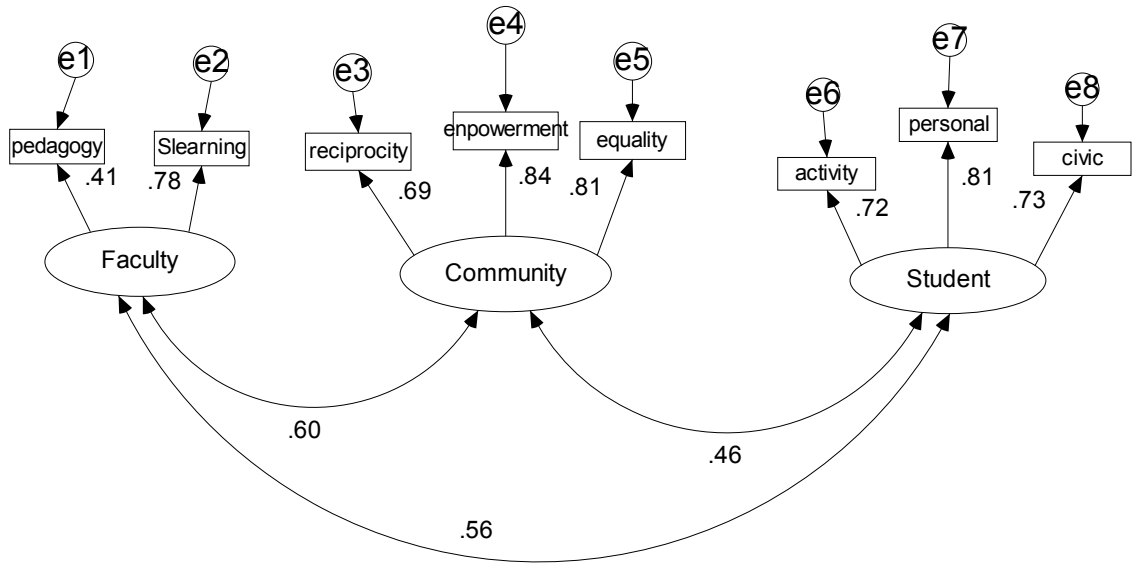 e1
e2
e3
e4
e5
e6
e7
e8
pedagogy
Slearning
reciprocity
enpowerment
equality
activity
personal
civic
.41
.78
.69
.84
.81
.72
.81
.73
Faculty
Community
Student
.60
.46
.56